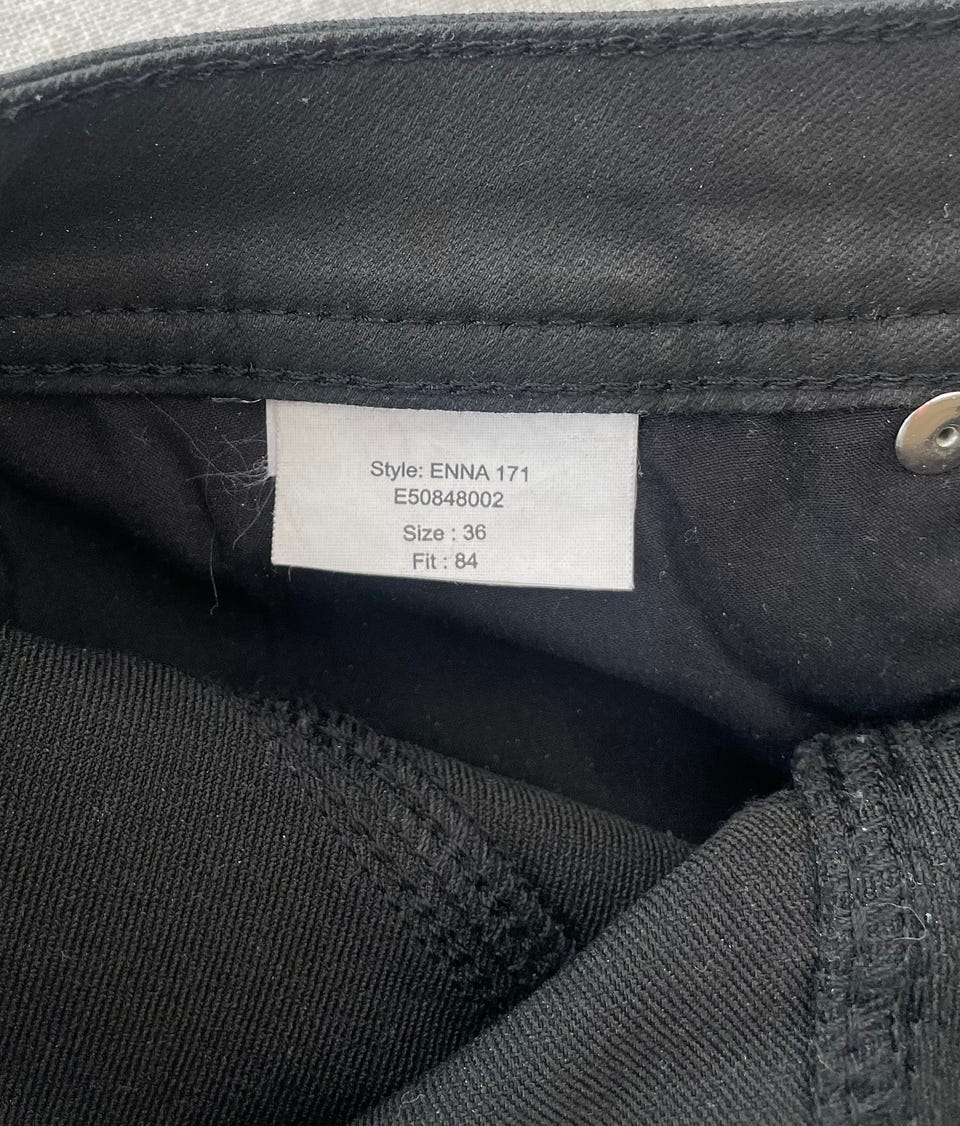 Style: ENNA 171
E50848002
Size : 36
Fit : 84